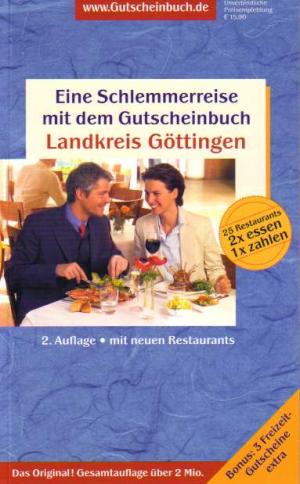 www.Gutscheinbuch.de
Unverbindliche
Preisempfehlung
€ 15,90
Eine Schlemmerreise
mit dem Gutscheinbuch
Landkreis Göttingen
25 Restaurants
2x essen
1x zahlen
2. Auflage • mit neuen Restaurants
Bonus: 3 Freizeit-
Gutscheine
extra
Das Original! Gesamtauflage über 2 Mio.